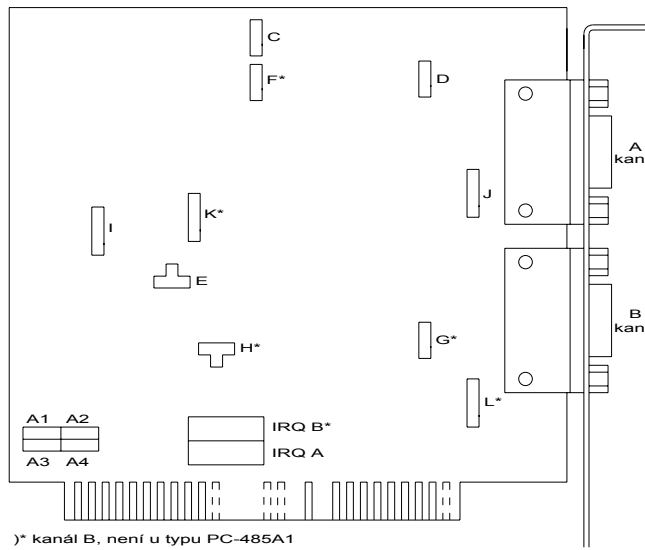 C
F*
D
A
kan
J
K*
I
E
B
kan
G*
H*
L*
A1 A2
IRQ B*
A3 A4
IRQ A
)* kanál B, není u typu PC-485A1